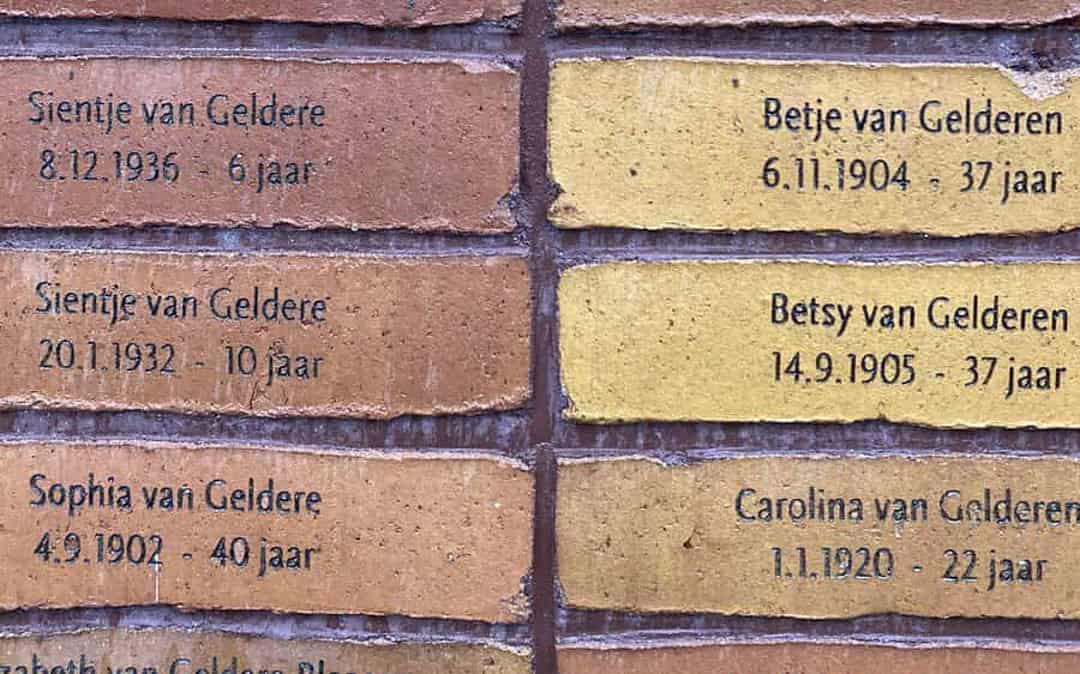 Sientje van Geldere
8.12.1936 - 6 jaar
Sientje van Geldere
20.1.1932 - 10 jaar
Sophia van Geldere
4.9.1902 - 40 jaar
van Geldere
Betje van Gelderen
6.11.1904 - 37 jaar
Betsy van Gelderen
14.9.1905 - 37 jaar
Carolina van Gelderen
1.1.1920 - 22 jaar